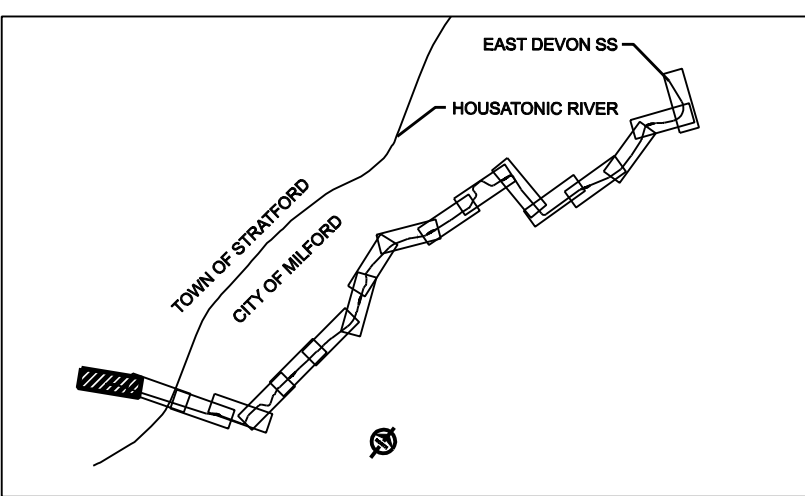 EAST DEVON SS
HOUSATONIC RIVER
TOWN OF STRATFORD
CITY OF MILFORD